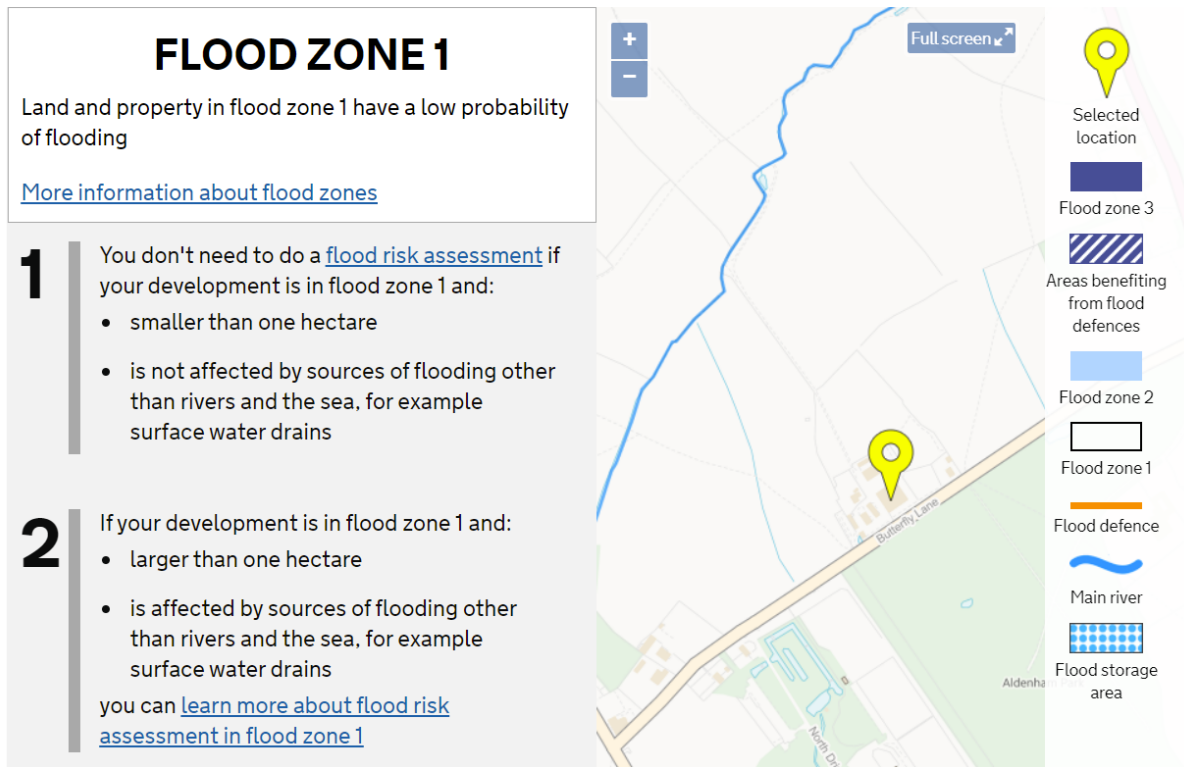 FLOOD ZONE 1
Land and property in flood zone 1 have a low probability
of flooding
More information about flood zones
1
You don't need to do a flood risk assessment if
your development is in flood zone 1 and:
• smaller than one hectare
• is not affected by sources of flooding other
than rivers and the sea, for example
surface water drains
2
If your development is in flood zone 1 and:
• larger than one hectare
• is affected by sources of flooding other
than rivers and the sea, for example
surface water drains
you can learn more about flood risk
assessment in flood zone 1
+
−
Full screen
Butterfly Lane
Aldenham Park
North Dri
Selected
location
Flood zone 3
Areas benefiting
from flood
defences
Flood zone 2
Flood zone 1
Flood defence
Main river
Flood storage
area